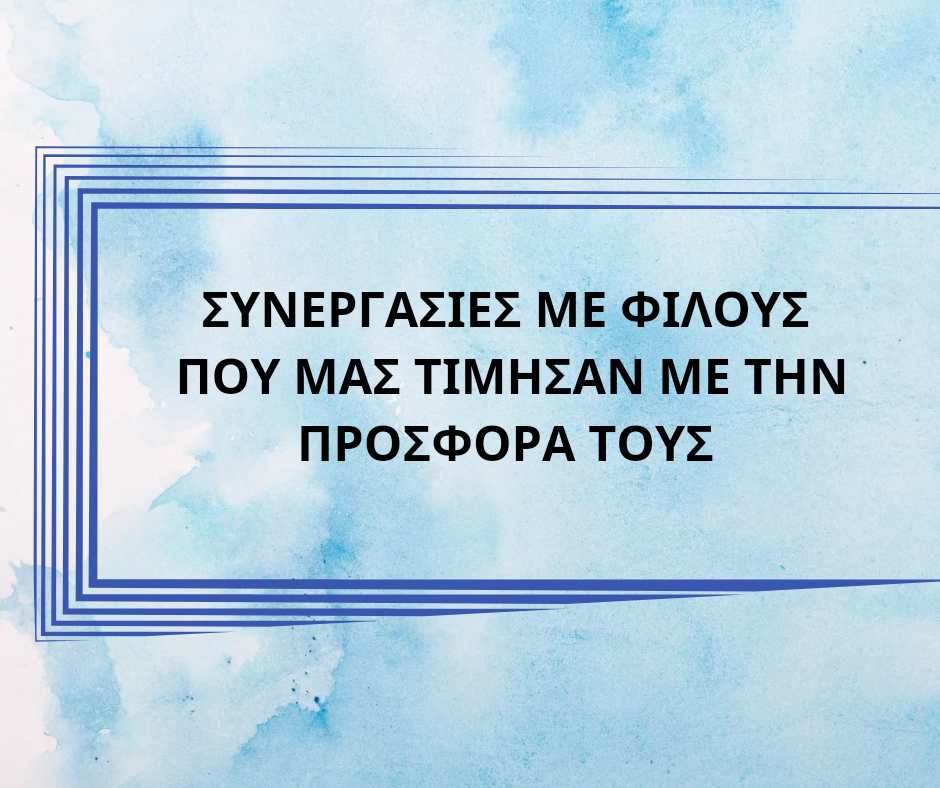 ΣΥΝΕΡΓΑΣΙΕΣ ΜΕ ΦΙΛΟΥΣ
ΠΟΥ ΜΑΣ ΤΙΜΗΣΑΝ ΜΕ ΤΗΝ
ΠΡΟΣΦΟΡΑ ΤΟΥΣ